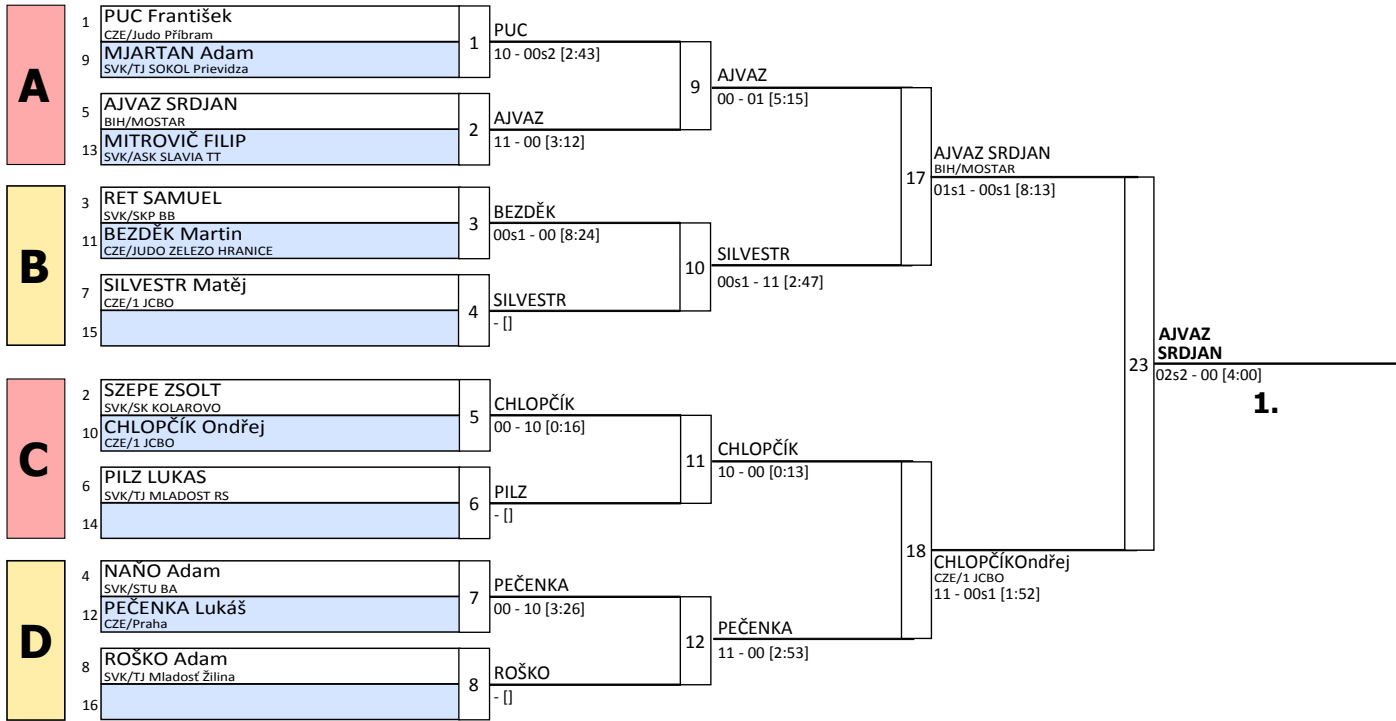 A
1
PUC František
CZE/Judo Příbram
9
MJARTAN Adam
SVK/TJ SOKOL Prievidza
1
PUC
10 - 00s2 [2:43]
5
AJVAZ SRDJAN
BIH/MOSTAR
13
MITROVIČ FILIP
SVK/ASK SLAVIA TT
2
AJVAZ
11 - 00 [3:12]
9
AJVAZ
00 - 01 [5:15]
B
3
RET SAMUEL
SVK/SKP BB
11
BEZDĚK Martin
CZE/JUDO ZELEZO HRANICE
3
BEZDĚK
00s1 - 00 [8:24]
7
SILVESTR Matěj
CZE/1 JCBO
15
4
SILVESTR
- []
10
SILVESTR
00s1 - 11 [2:47]
17
AJVAZ SRDJAN
BIH/MOSTAR
01s1 - 00s1 [8:13]
C
2
SZEPE ZSOLT
SVK/SK KOLAROVO
10
CHLOPČÍK Ondřej
CZE/1 JCBO
5
CHLOPČÍK
00 - 10 [0:16]
6
PILZ LUKAS
SVK/TJ MLADOST RS
14
6
PILZ
- []
11
CHLOPČÍK
10 - 00 [0:13]
D
4
NAŇO Adam
SVK/STU BA
12
PEČENKA Lukáš
CZE/Praha
7
PEČENKA
00 - 10 [3:26]
8
ROŠKO Adam
SVK/TJ Mladosť Žilina
16
8
ROŠKO
- []
12
PEČENKA
11 - 00 [2:53]
18
CHLOPČÍKOndřej
CZE/1 JCBO
11 - 00s1 [1:52]
23
AJVAZ
SRDJAN
02s2 - 00 [4:00]
1.